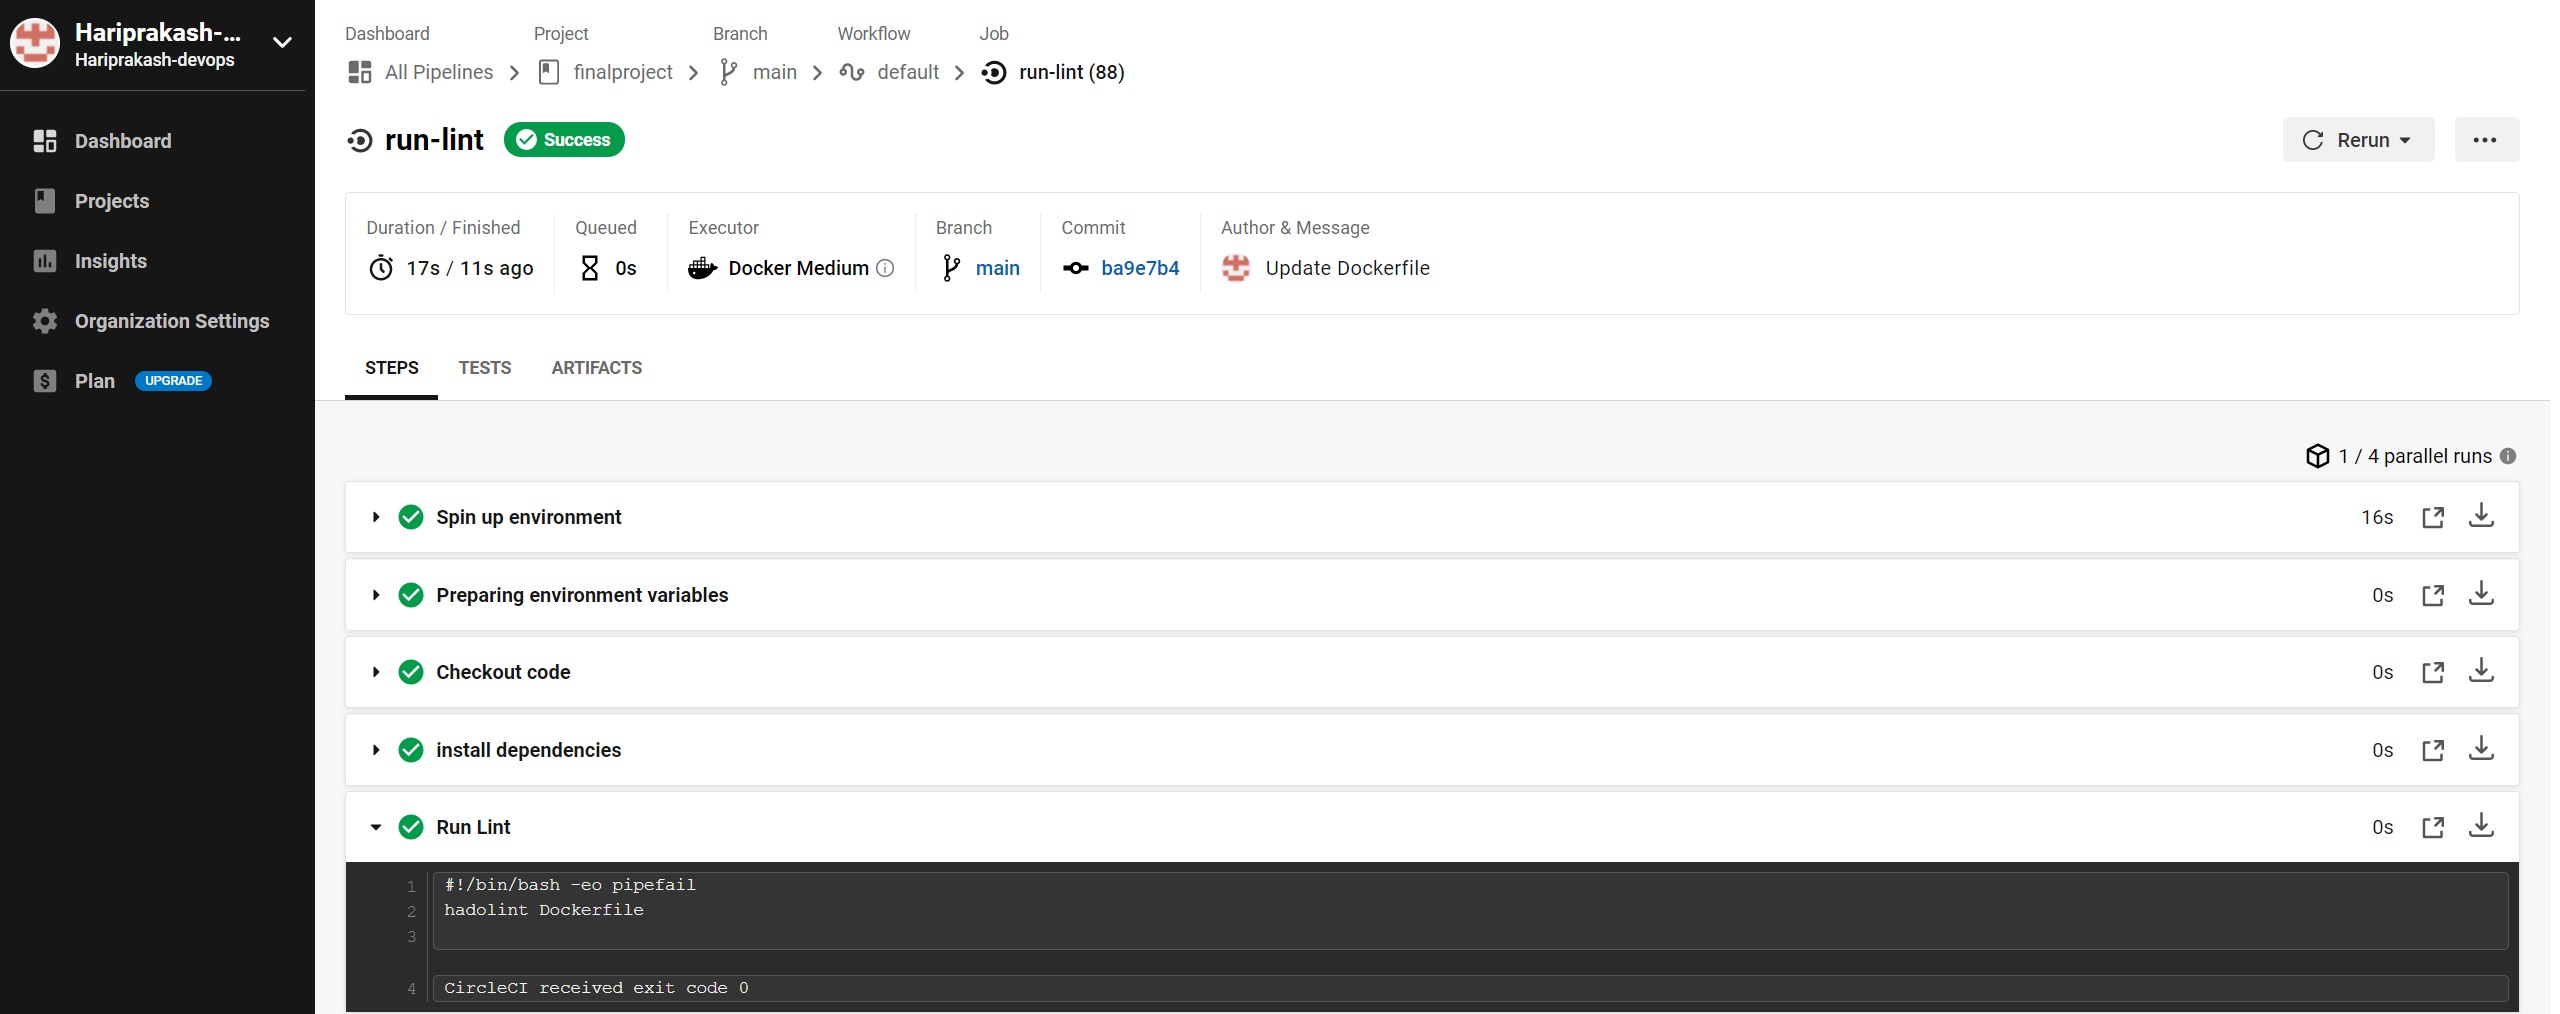 Hariprakash-...
Hariprakash-devops
Dashboard
Projects
Insights
Organization Settings
Plan UPGRADE
Dashboard Project Branch Workflow Job
All Pipelines finalproject main default run-lint (88)
run-lint Success
Rerun
Duration / Finished Queued Executor Branch Commit Author & Message
17s / 11s ago 0s Docker Medium main ba9e7b4 Update Dockerfile
STEPS TESTS ARTIFACTS
1 / 4 parallel runs
Spin up environment 16s
Preparing environment variables 0s
Checkout code 0s
install dependencies 0s
Run Lint 0s
1 #!/bin/bash -eo pipefail
2 hadolint Dockerfile
3
4 CircleCI received exit code 0